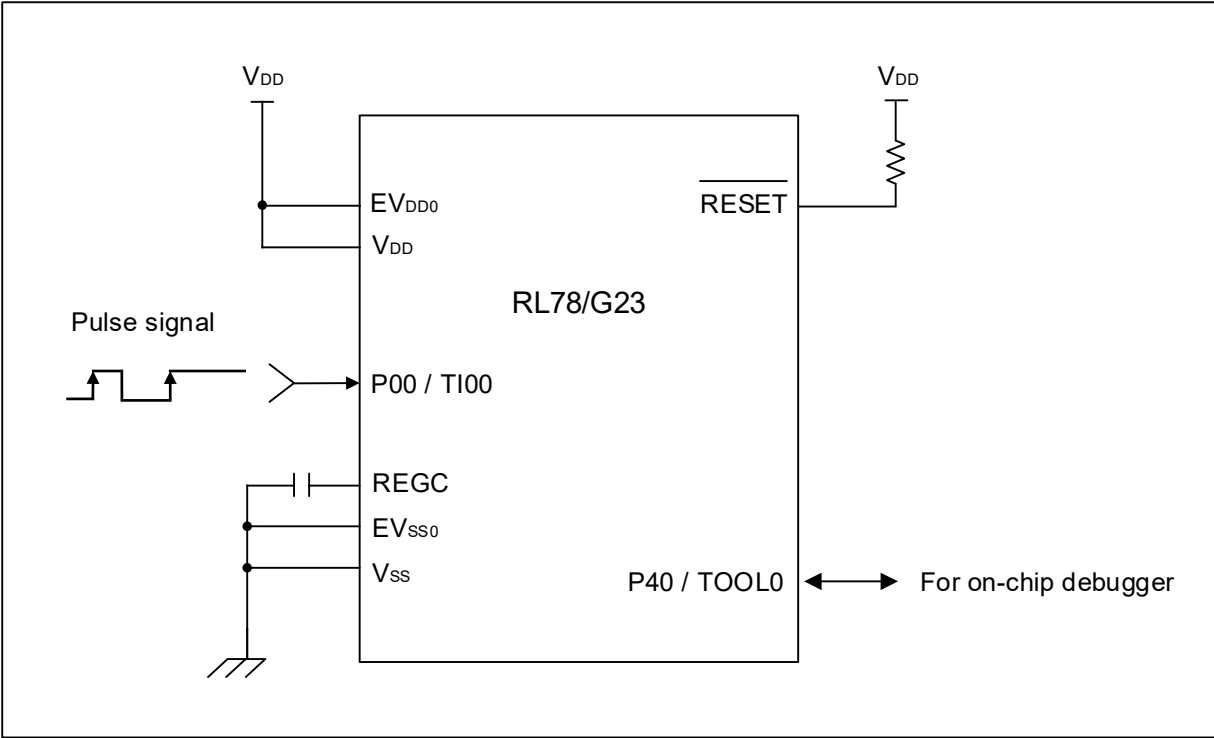 VDD
VDD
EVDD0
RESET
VDD
RL78/G23
Pulse signal
P00 / TI00
REGC
EVSS0
VSS
P40 / TOOL0
For on-chip debugger